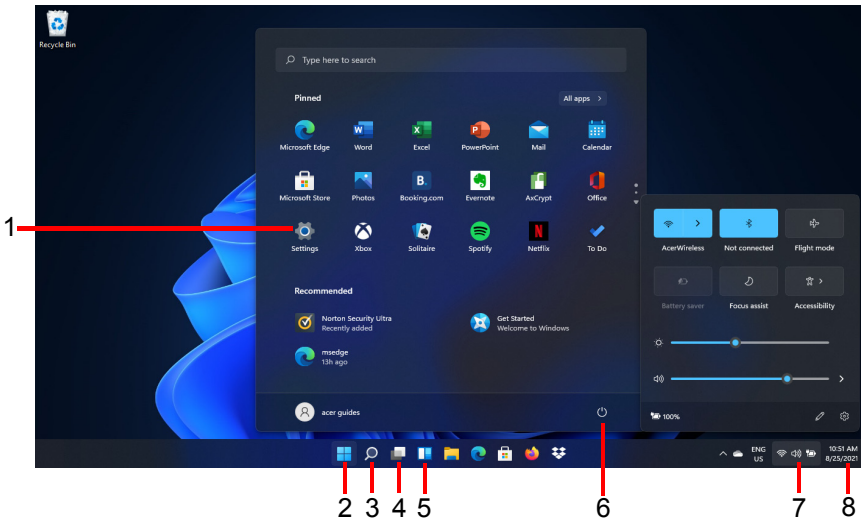 Recycle Bin
Type here to search
Pinned
All apps >
Microsoft Edge
Word
Excel
PowerPoint
Mail
Calendar
Microsoft Store
Photos
B.
Booking.com
Evernote
AxCrypt
Office
1
Settings
Xbox
Solitaire
Spotify
Netflix
To Do
AcerWireless
Not connected
Flight mode
Battery saver
Focus assist
Accessibility
Recommended
Norton Security Ultra
Recently added
Get Started
Welcome to Windows
msedge
13h ago
acer guides
100%
ENG
US
10:51 AM
8/25/2021
2 3 4 5 6 7 8